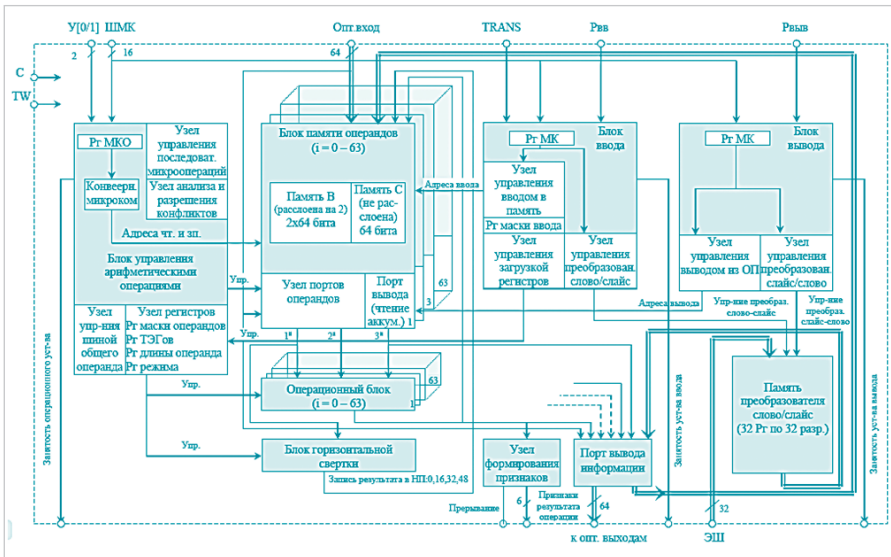 У[0/1] ШМК Опт.вход TRANS Рвв Рвыв
2 16 64
С
TW
Рг МКО
Узел
управления
последоват.
микроопераций
Конвеерн.
микроком
Узел анализа и
разрешения
конфликтов
Адреса чт. и зп.
Блок управления
арифметическими
операциями
Узел
упр-ния
шиной
общего
операнда
Узел регистров
Рг маски операндов
Рг ТЭГов
Рг длины операнда
Рг режима
Блок памяти операндов
(i = 0 – 63)
Память В
(расслоена на 2)
2х64 бита
Память С
(не рас-
слоена)
64 бита
Узел портов
операндов
Порт
вывода
(чтение
аккум.) 1
3
63
Упр.
Упр.
1ª 2ª 3ª
Операционный блок
(i = 0 – 63)
1
63
Упр.
Упр.
Блок горизонтальной
свертки
Запись результата в НП:0,16,32,48
Рг МК
Блок
ввода
Адреса ввода
Узел
управления
вводом в
память
Рг маски ввода
Узел
управления
загрузкой
регистров
Узел
управления
преобразован.
слово/слайс
Рг МК
Блок
вывода
Узел
управления
выводом из ОП
Узел
управления
преобразован.
слайс/слово
Адреса вывода
Упр-ние преобраз.
слово-слайс
Упр-ние
преобраз.
слайс-слово
Память
преобразователя
слово/слайс
(32 Рг по 32 разр.)
Узел
формирования
признаков
Порт вывода
информации
Прерывание
6
Признаки
результата
операции
64
32
Занятость операционного уст-ва
Занятость уст-ва ввода
Занятость уст-ва вывода
к опт. выходам
ЭШ